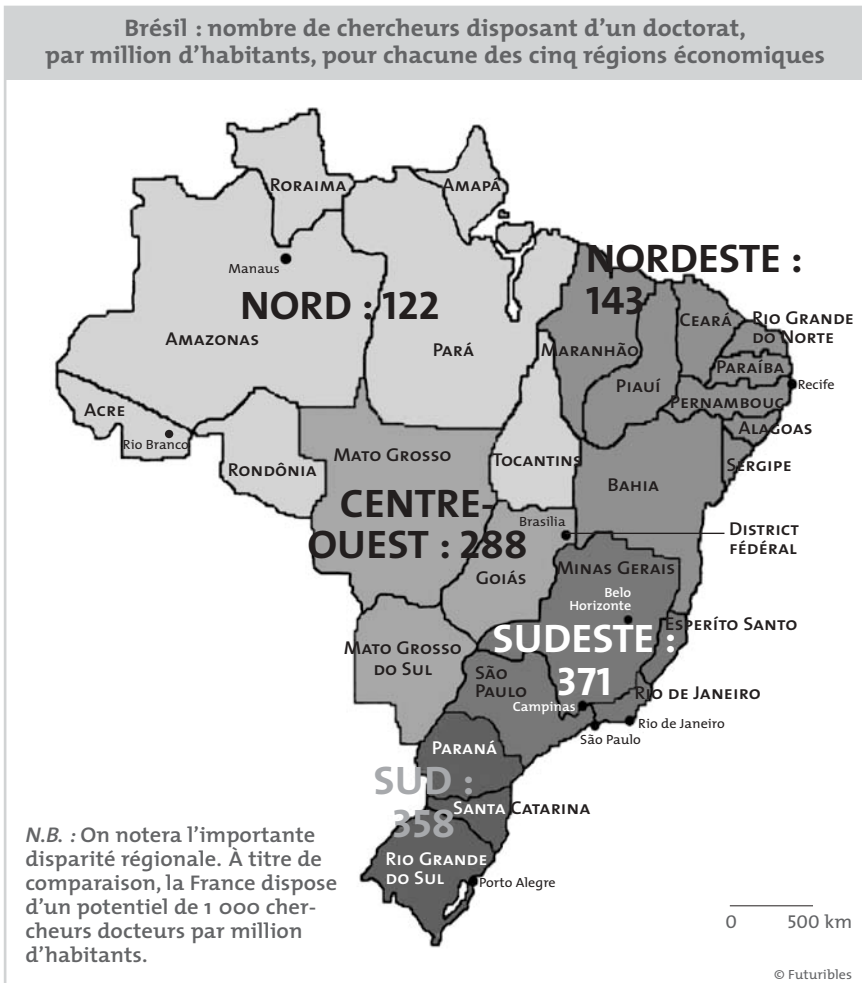 Brésil : nombre de chercheurs disposant d’un doctorat,
par million d’habitants, pour chacune des cinq régions économiques
RORAIMA
AMAPÁ
Manaus
NORD : 122
NORDESTE :
143
AMAZONAS
PARÁ
MARANHÃO
PIAUÍ
CEARÁ
RIO GRANDE
DO NORTE
PARAÍBA
Recife
PERNAMBOUC
ALAGOAS
SERGIPE
ACRE
Rio Branco
RONDÔNIA
MATO GROSSO
TOCANTINS
BAHIA
CENTRE-
OUEST : 288
Brasília
DISTRICT
FÉDÉRAL
GOIÁS
MINAS GERAIS
Belo
Horizonte
ESPERÍTO SANTO
SUDESTE :
371
MATO GROSSO
DO SUL
SÃO
PAULO
Campinas
RIO DE JANEIRO
Rio de Janeiro
São Paulo
PARANÁ
SUD :
358
SANTA CATARINA
RIO GRANDE
DO SUL
Porto Alegre
N.B. : On notera l’importante
disparité régionale. À titre de
comparaison, la France dispose
d’un potentiel de 1 000 cher-
cheurs docteurs par million
d’habitants.
0 500 km
© Futuribles